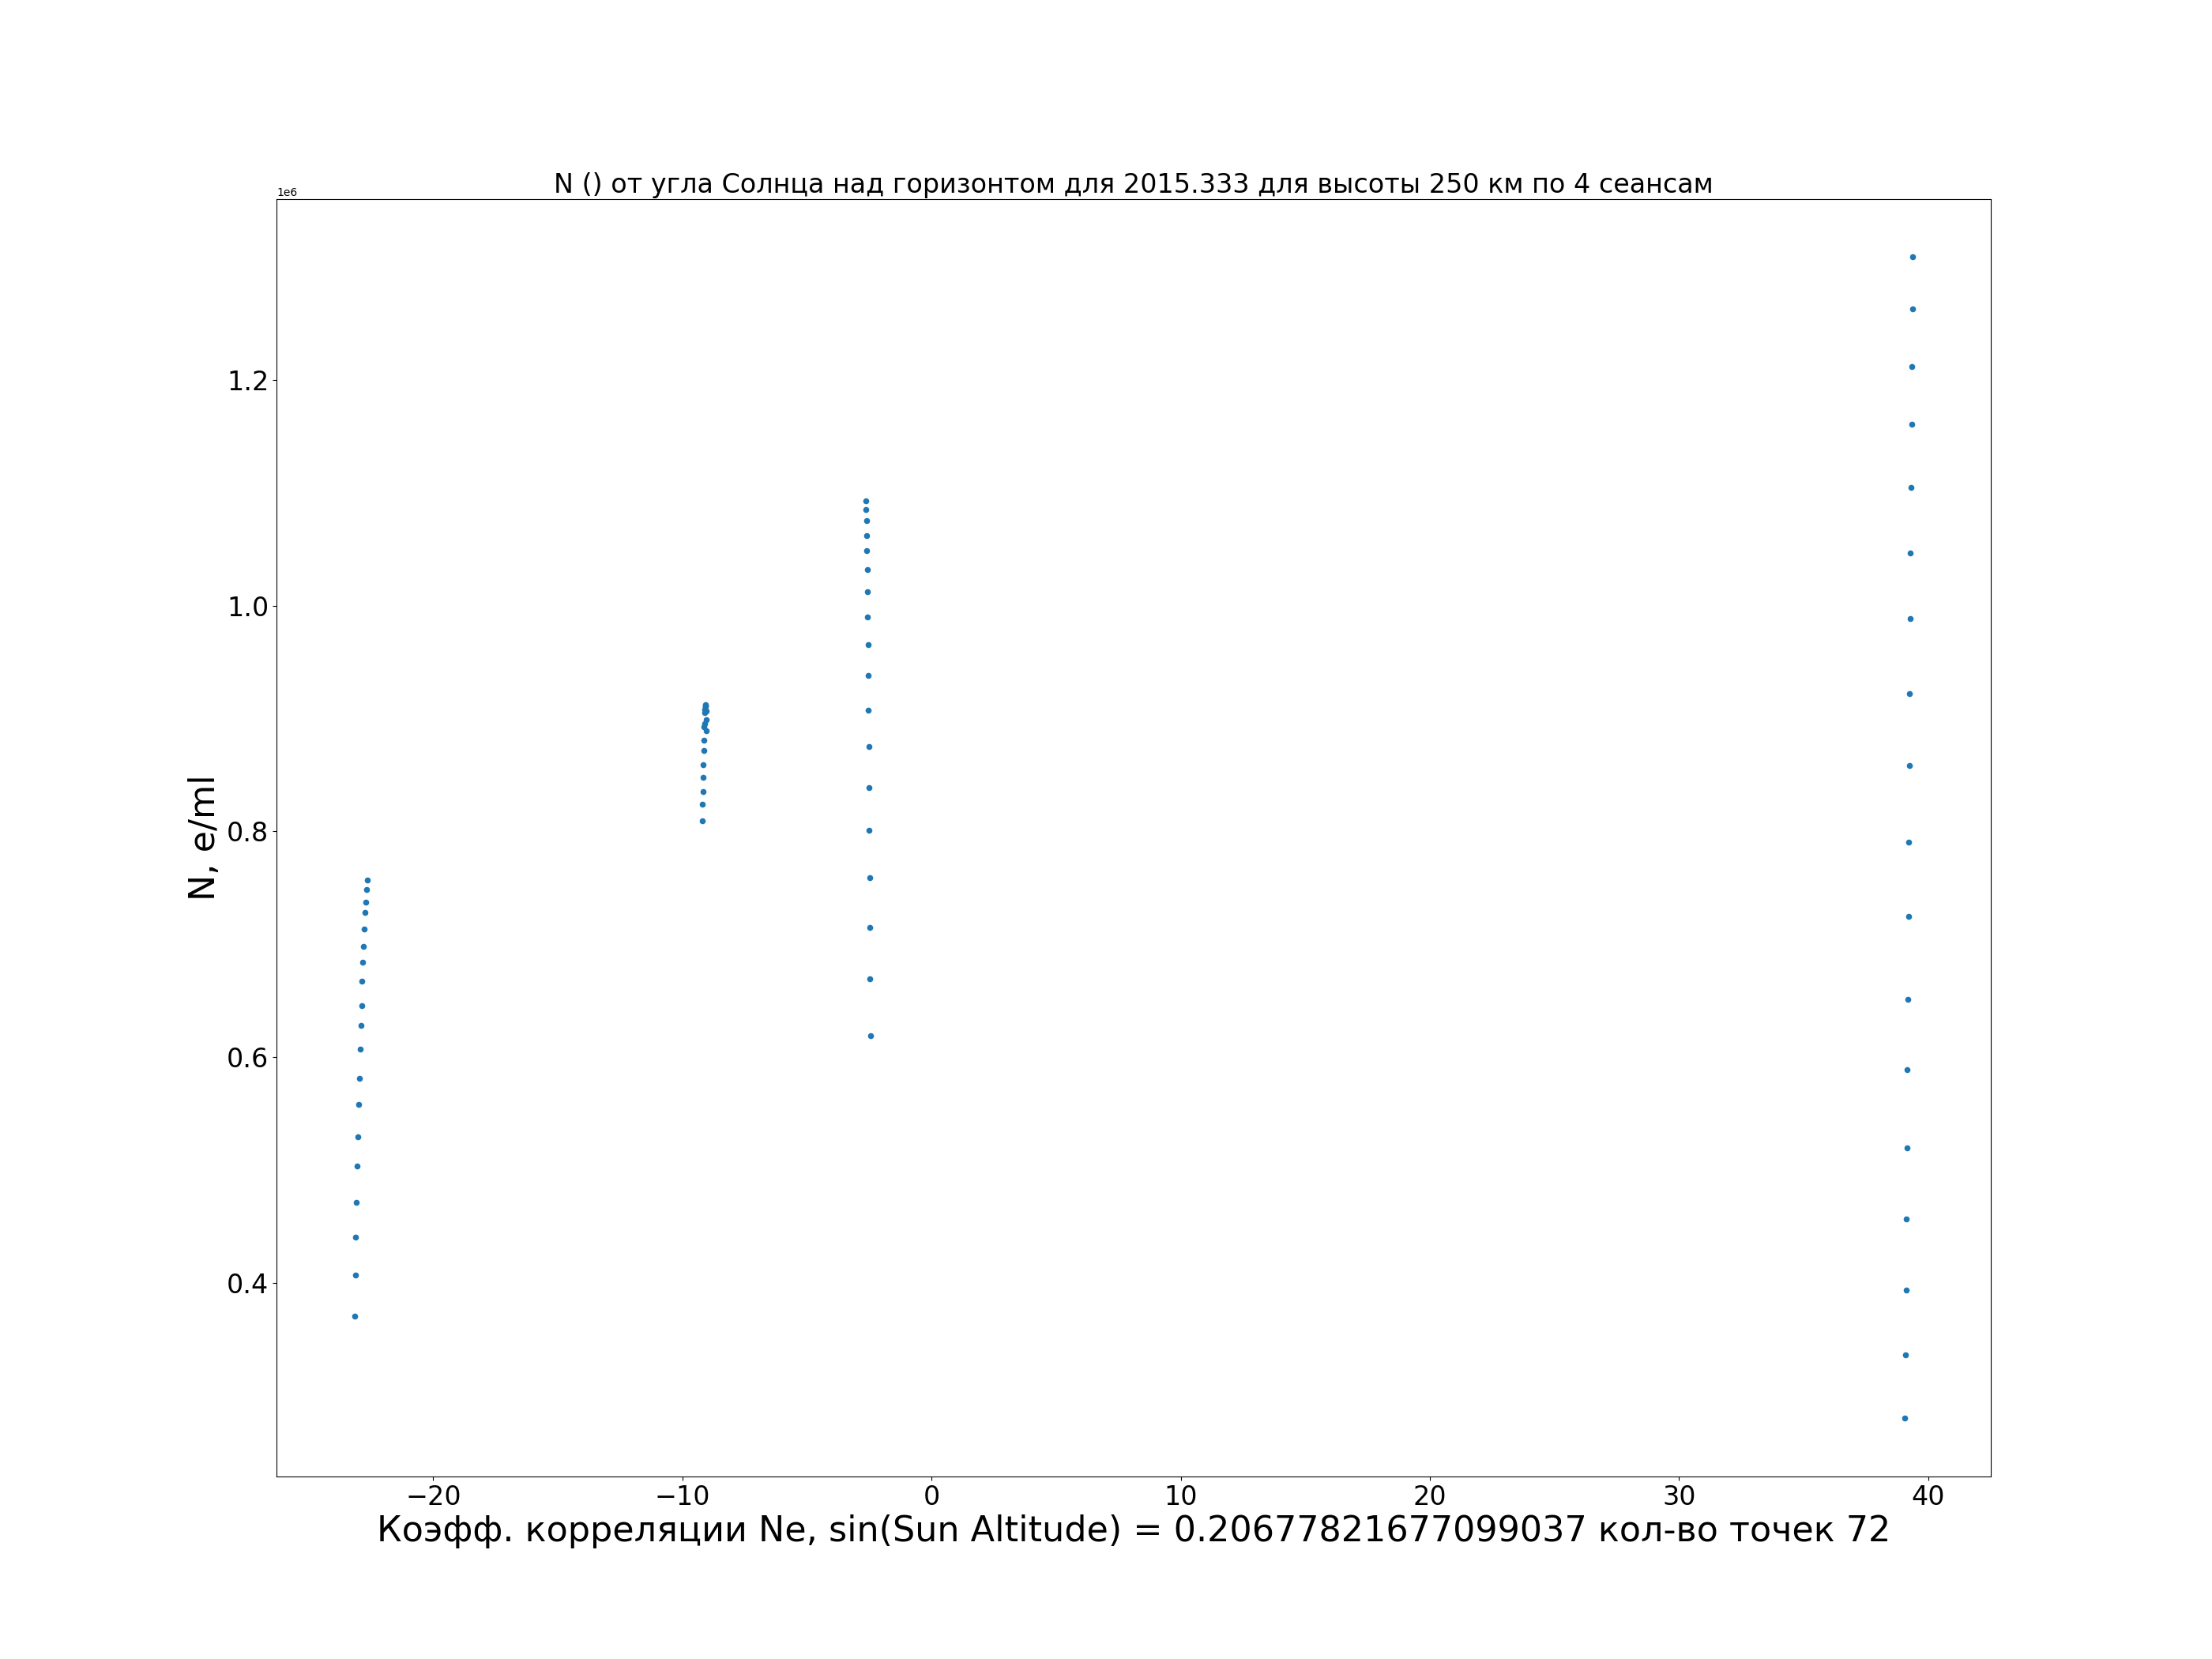 N () от угла Солнца над горизонтом для 2015.333 для высоты 250 км по 4 сеансам
1e6
1.2
1.0
0.8
0.6
0.4
N, e/ml
−20 −10 0 10 20 30 40
Коэфф. корреляции Ne, sin(Sun Altitude) = 0.20677821677099037 кол-во точек 72